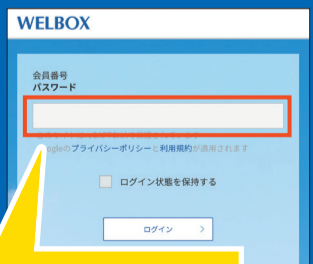 WELBOX
会員番号
パスワード
gleのプライバシーポリシーと利用規約が適用されます
ログイン状態を保持する
ログイン